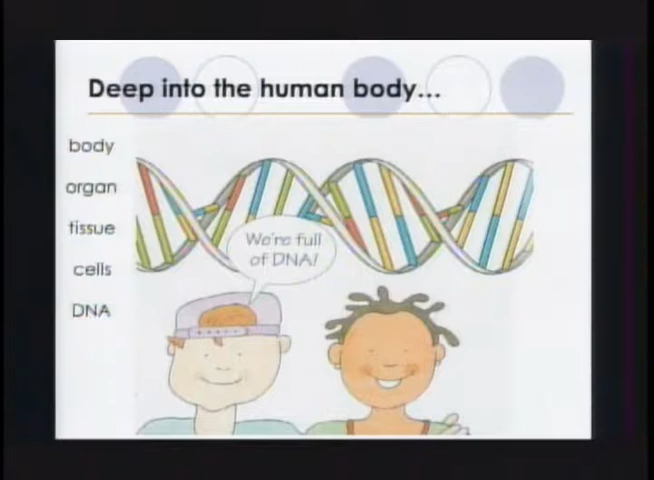 Deep into the human body...
body
organ
tissue
cells
DNA
We're full
of DNA!